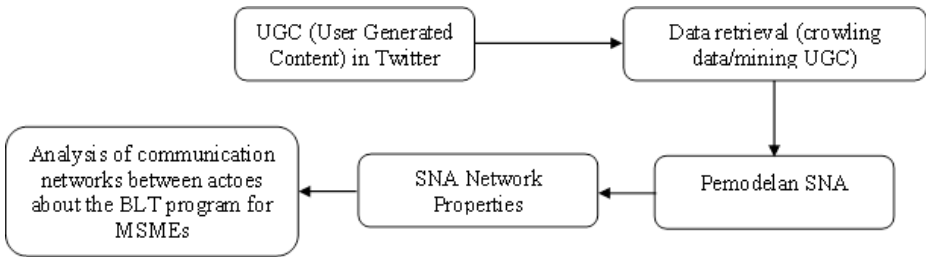 UGC (User Generated
Content) in Twitter
Data retrieval (crowling
data/mining UGC)
Pemodelan SNA
SNA Network
Properties
Analysis of communication
networks between actoes
about the BLT program for
MSMEs